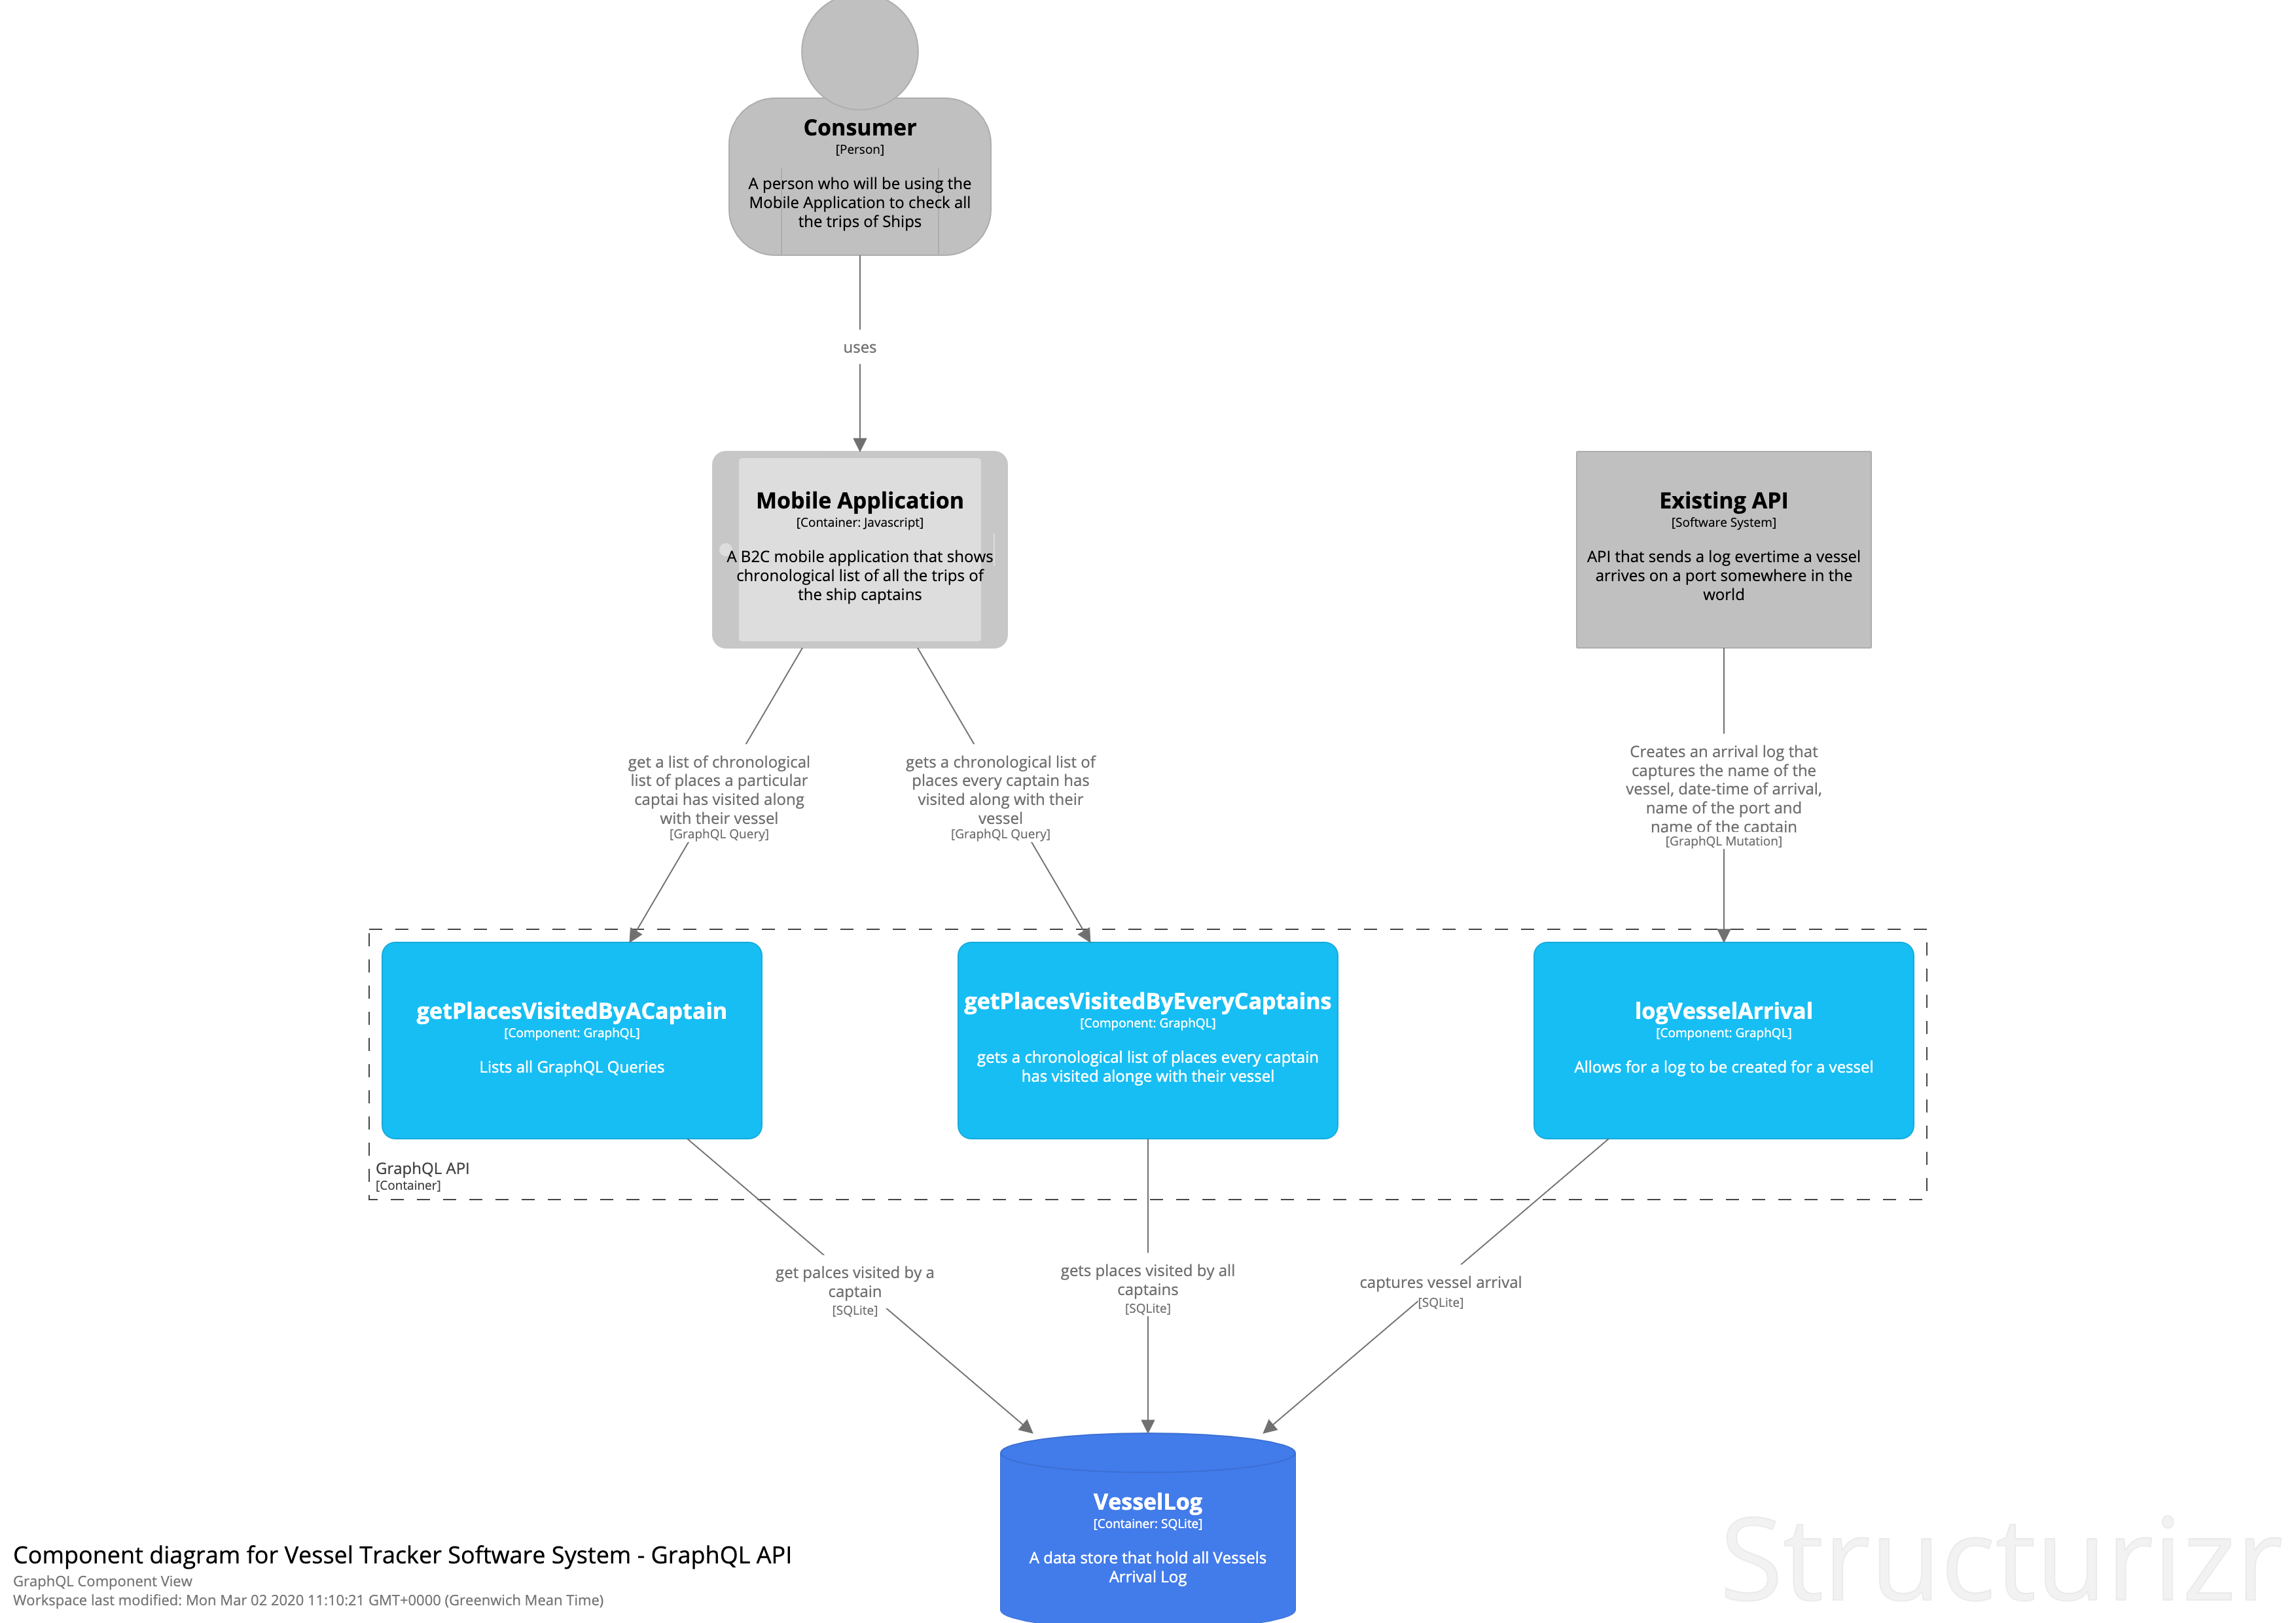 Consumer
[Person]
A person who will be using the
Mobile Application to check all
the trips of Ships
uses
Mobile Application
[Container: Javascript]
A B2C mobile application that shows
chronological list of all the trips of
the ship captains
Existing API
[Software System]
API that sends a log evertime a vessel
arrives on a port somewhere in the
world
get a list of chronological
list of places a particular
captai has visited along
with their vessel
[GraphQL Query]
gets a chronological list of
places every captain has
visited along with their
vessel
[GraphQL Query]
Creates an arrival log that
captures the name of the
vessel, date-time of arrival,
name of the port and
name of the captain
[GraphQL Mutation]
getPlacesVisitedByACaptain
[Component: GraphQL]
Lists all GraphQL Queries
getPlacesVisitedByEveryCaptains
[Component: GraphQL]
gets a chronological list of places every captain
has visited alonge with their vessel
logVesselArrival
[Component: GraphQL]
Allows for a log to be created for a vessel
GraphQL API
[Container]
get palces visited by a
captain
[SQLite]
gets places visited by all
captains
[SQLite]
captures vessel arrival
[SQLite]
VesselLog
[Container: SQLite]
A data store that hold all Vessels
Arrival Log
Component diagram for Vessel Tracker Software System - GraphQL API
GraphQL Component View
Workspace last modified: Mon Mar 02 2020 11:10:21 GMT+0000 (Greenwich Mean Time)
Structurizr